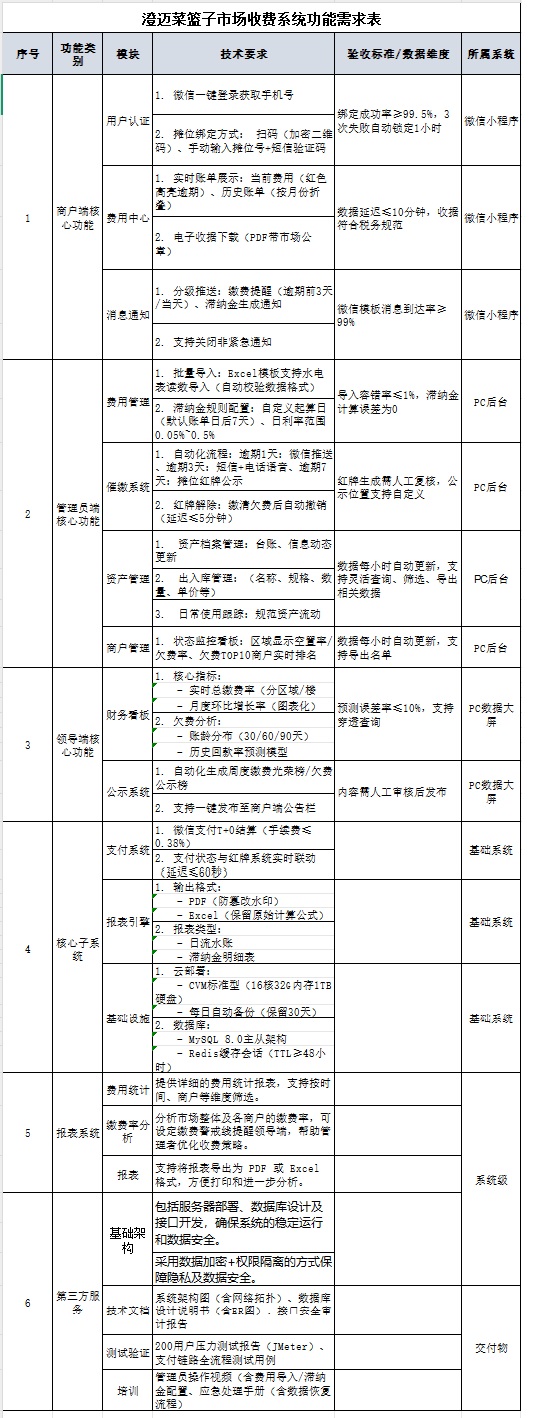 澄迈菜篮子市场收费系统功能需求表
序号
功能类
别
模块
技术要求
验收标准/数据维度
所属系统
1
商户端核
心功能
用户认证
1. 微信一键登录获取手机号
2. 摊位绑定方式: 扫码（加密二维
码）、手动输入摊位号+短信验证码
绑定成功率≥99.5%, 3
次失败自动锁定1小时
微信小程序
费用中心
1. 实时账单展示: 当前费用（红色
高亮逾期）、历史账单（按月份折
叠）
2. 电子收据下载（PDF带市场公
章）
数据延迟≤10分钟, 收据
符合税务规范
微信小程序
消息通知
1. 分级推送: 缴费提醒（逾期前3天
/当天）、滞纳金生成通知
2. 支持关闭非紧急通知
微信模板消息到达率≥
99%
微信小程序
2
管理员端
核心功能
费用管理
1. 批量导入: Excel模板支持水电
表读数导入（自动校验数据格式）
2. 滞纳金规则配置: 自定义起算日
（默认账单日后7天）、日利率范围
0.05%~0.5%
导入容错率≤1%, 滞纳金
计算误差为0
PC后台
催缴系统
1. 自动化流程: 逾期1天: 微信推送
、逾期3天: 短信+电话语音、逾期7
天: 摊位红牌公示
2. 红牌解除: 缴清欠费后自动撤销
（延迟≤5分钟）
红牌生成需人工复核, 公
示位置支持自定义
PC后台
资产管理
1. 资产档案管理: 台账、信息动态
更新
2. 出入库管理: （名称、规格、数
量、单价等）
3. 日常使用跟踪: 规范资产流动
数据每小时自动更新, 支
持灵活查询、筛选、导出
相关数据
PC后台
商户管理
1. 状态监控看板: 区域显示空置率/
欠费率、欠费TOP10商户实时排名
数据每小时自动更新, 支
持导出名单
PC后台
3
领导端核
心功能
财务看板
1. 核心指标:
- 实时总缴费率（分区域/楼
- 月度环比增长率（图表化）
2. 欠费分析:
- 账龄分布（30/60/90天）
- 历史回款率预测模型
预测误差率≤10%, 支持
穿透查询
PC数据大
屏
公示系统
1. 自动化生成周度缴费光荣榜/欠费
公示榜
2. 支持一键发布至商户端公告栏
内容需人工审核后发布
PC数据大
屏
4
核心子系
统
支付系统
1. 微信支付T+0结算（手续费≤
0.38%）
2. 支付状态与红牌系统实时联动
（延迟≤60秒）
基础系统
报表引擎
1. 输出格式:
- PDF（防篡改水印）
- Excel（保留原始计算公式）
2. 报表类型:
- 日流水账
- 滞纳金明细表
基础系统
基础设施
1. 云部署:
- CVM标准型（16核32G内存1TB
硬盘）
- 每日自动备份（保留30天）
2. 数据库:
- MySQL 8.0主从架构
- Redis缓存会话（TTL≥48小
时）
基础系统
5
报表系统
费用统计
提供详细的费用统计报表, 支持按时
间、商户等维度筛选。
缴费率分
析
分析市场整体及各商户的缴费率, 可
设定缴费警戒线提醒领导端, 帮助管
理者优化收费策略。
报表
支持将报表导出为 PDF 或 Excel
格式, 方便打印和进一步分析。
系统级
6
第三方服
务
基础架
构
包括服务器部署、数据库设计及
接口开发，确保系统的稳定运行
和数据安全。
采用数据加密+权限隔离的方式保
障隐私及数据安全。
技术文档
系统架构图（含网络拓扑）、数据库
设计说明书（含ER图）、接口安全审
计报告
测试验证
200用户压力测试报告（JMeter）、
支付链路全流程测试用例
培训
管理员操作视频（含费用导入/滞纳
金配置、应急处理手册（含数据恢复
流程）
交付物